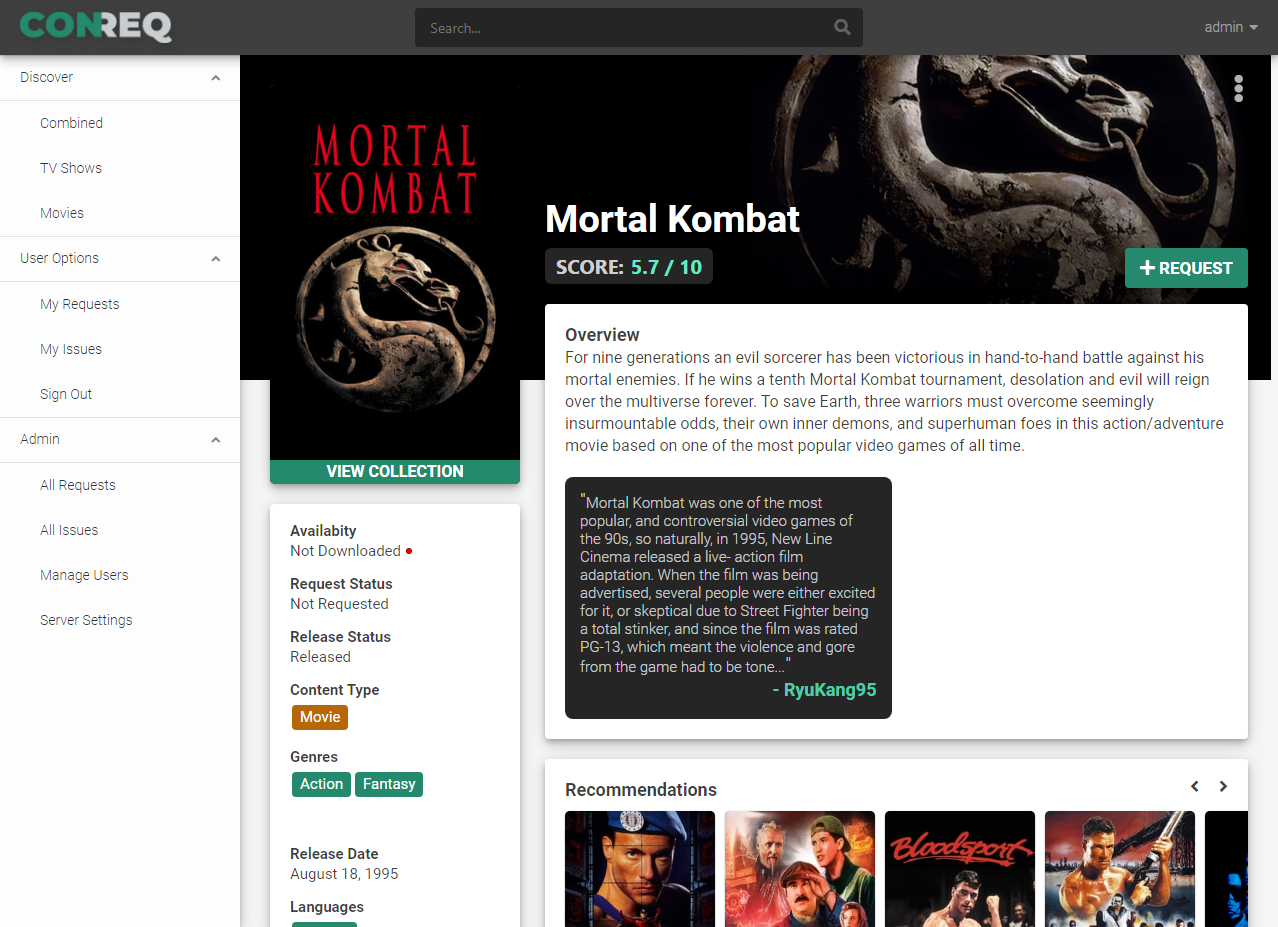 CONREQ
Search...
admin
Discover
Combined
TV Shows
Movies
User Options
My Requests
My Issues
Sign Out
Admin
All Requests
All Issues
Manage Users
Server Settings
MORTAL
KOMBAT
VIEW COLLECTION
Availabity
Not Downloaded
Request Status
Not Requested
Release Status
Released
Content Type
Movie
Genres
Action Fantasy
Release Date
August 18, 1995
Languages
Mortal Kombat
SCORE: 5.7 / 10
+ REQUEST
Overview
For nine generations an evil sorcerer has been victorious in hand-to-hand battle against his
mortal enemies. If he wins a tenth Mortal Kombat tournament, desolation and evil will reign
over the multiverse forever. To save Earth, three warriors must overcome seemingly
insurmountable odds, their own inner demons, and superhuman foes in this action/adventure
movie based on one of the most popular video games of all time.
"Mortal Kombat was one of the most
popular, and controversial video games of
the 90s, so naturally, in 1995, New Line
Cinema released a live- action film
adaptation. When the film was being
advertised, several people were either excited
for it, or skeptical due to Street Fighter being
a total stinker, and since the film was rated
PG-13, which meant the violence and gore
from the game had to be tone..."
- RyuKang95
Recommendations
Bloodsport